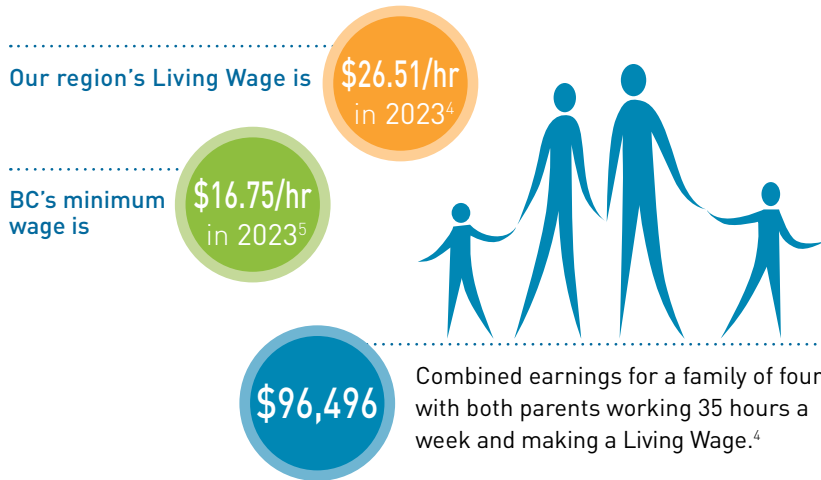 Our region's Living Wage is
$26.51/hr
in 2023⁴
BC's minimum
wage is
$16.75/hr
in 2023⁵
$96,496
Combined earnings for a family of four
with both parents working 35 hours a
week and making a Living Wage.⁴